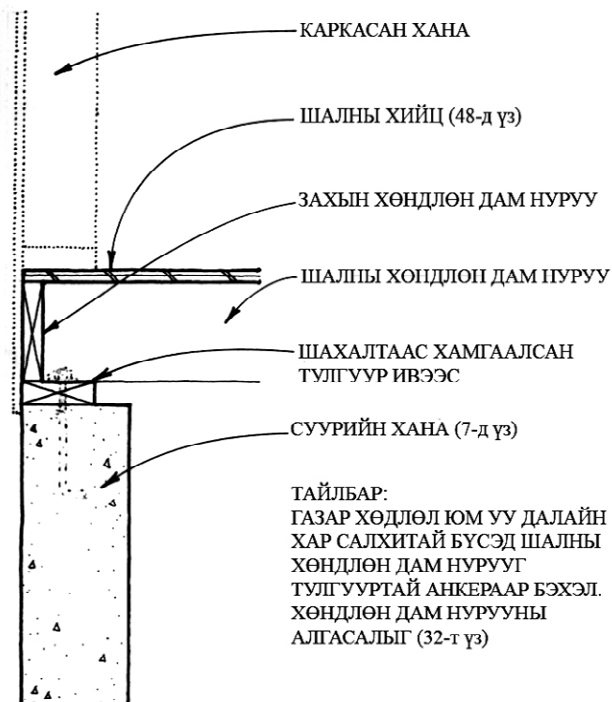 КАРКАСАН ХАНА
ШАЛНЫ ХИЙЦ (48-д үз)
ЗАХЫН ХӨНДЛӨН ДАМ НУРУУ
ШАЛНЫ ХӨНДЛӨН ДАМ НУРУУ
ШАХАЛТААС ХАМГААЛСАН
ТУЛГУУР ИВЭЭС
СУУРИЙН ХАНА (7-д үз)
ТАЙЛБАР:
ГАЗАР ХӨДЛӨЛ ЮМ УУ ДАЛАЙН
ХАР САЛХИТАЙ БҮСЭД ШАЛНЫ
ХӨНДЛӨН ДАМ НУРУУГ
ТУЛГУУРТАЙ АНКЕРААР БЭХЭЛ.
ХӨНДЛӨН ДАМ НУРУУНЫ
АЛГАСАЛЫГ (32-т үз)